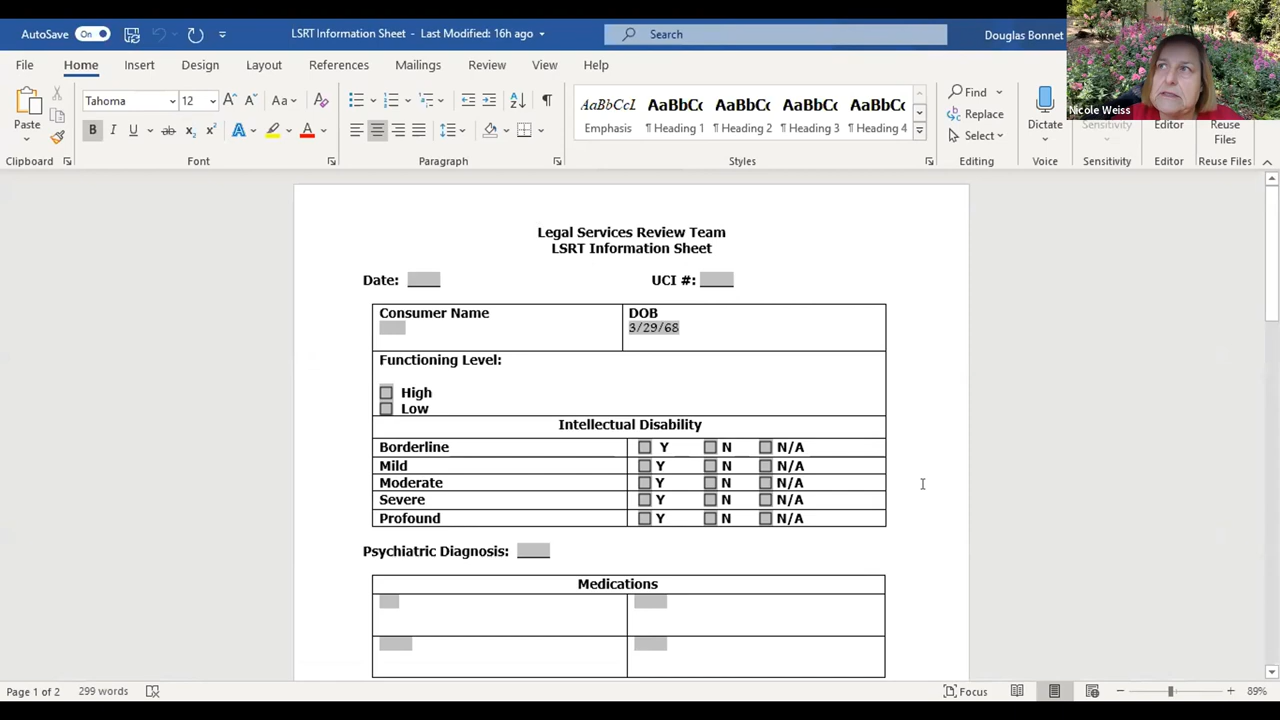 AutoSave On LSRT Information Sheet - Last Modified: 16h ago Search Douglas Bonnet
File Home Insert Design Layout References Mailings Review View Help
Nicole Weiss
Tahoma 12 A A Aa A
AaBbCcL AaBbCc AaBbCc AaBbCc AaBbCc
Find
Replace
Select
Paste
B I U ab x2 x2 A A
Emphasis ¶ Heading 1 ¶ Heading 2 ¶ Heading 3 ¶ Heading 4
Dictate Sensitivity Editor Reuse Files
Clipboard Font Paragraph Styles Editing Voice Sensitivity Editor Reuse Files
Legal Services Review Team
LSRT Information Sheet
Date: UCI #:
Consumer Name DOB
3/29/68
Functioning Level:
High
Low
Intellectual Disability
Borderline Y N N/A
Mild Y N N/A
Moderate Y N N/A
Severe Y N N/A
Profound Y N N/A
Psychiatric Diagnosis:
Medications
Page 1 of 2 299 words Focus 89%